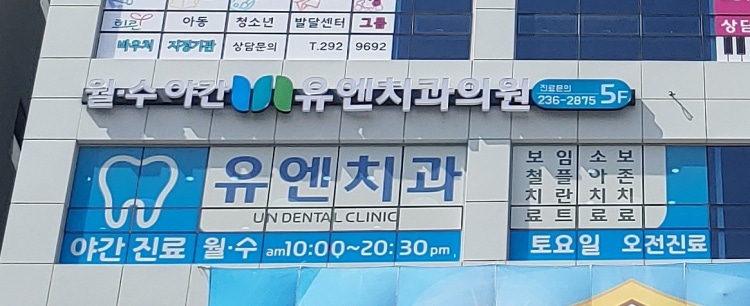 히린 아동 청소년 발달센터 그룹
바우처 지정기관 상담문의 T.292 9692
상담
월·수 야간 유엔치과의원 진료문의 236-2875 5F
유엔치과
UN DENTAL CLINIC
보철치료
임플란트
소아치료
보존치료
야간 진료 월·수 am10:00~20:30pm
토요일 오전진료